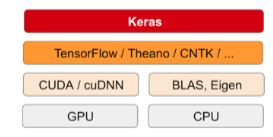 Keras
TensorFlow / Theano / CNTK / ...
CUDA / cuDNN
BLAS, Eigen
GPU
CPU